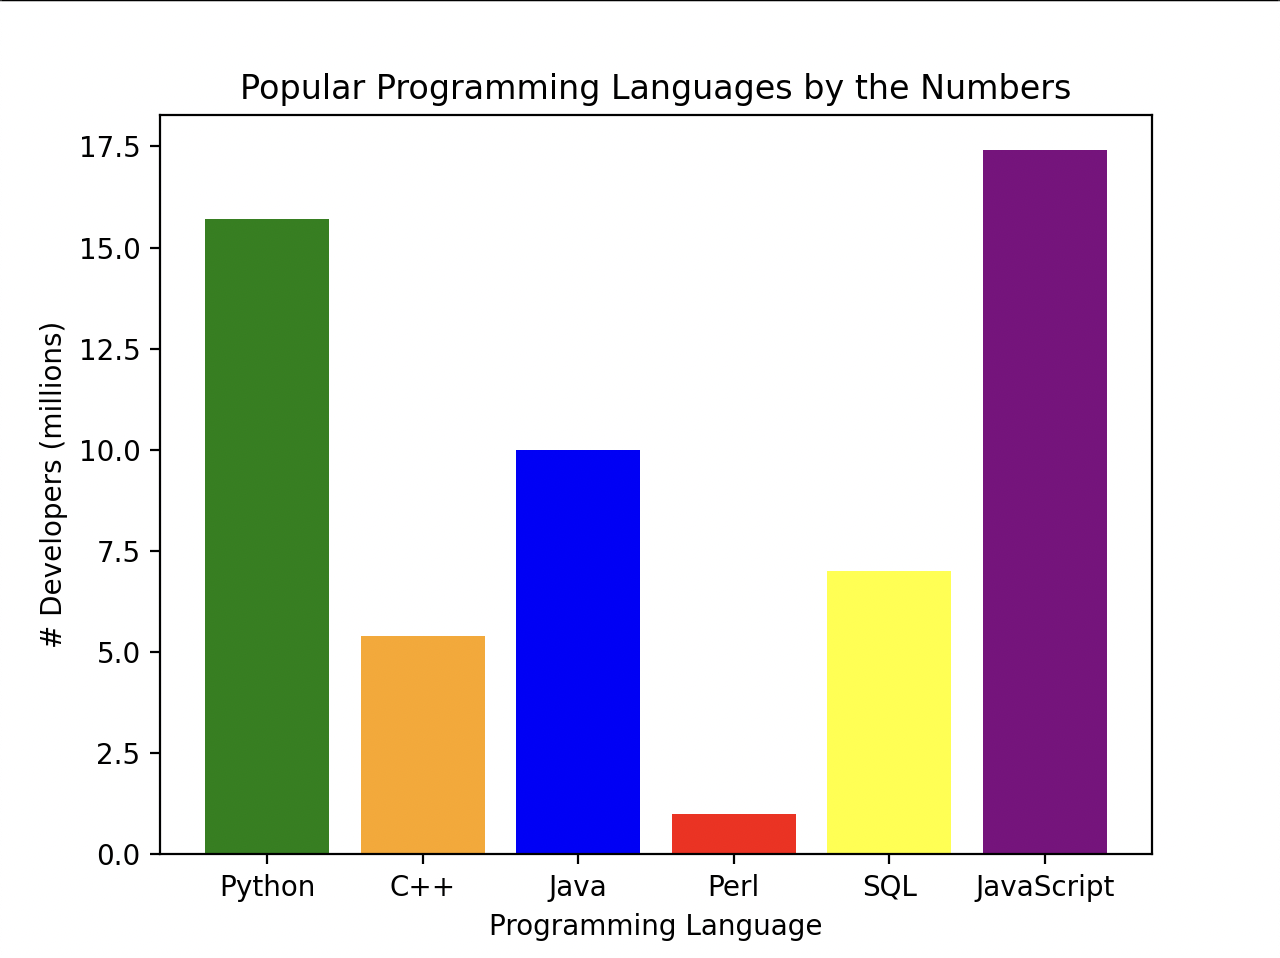 Popular Programming Languages by the Numbers
17.5
15.0
12.5
10.0
7.5
5.0
2.5
0.0
# Developers (millions)
Python C++ Java Perl SQL JavaScript
Programming Language